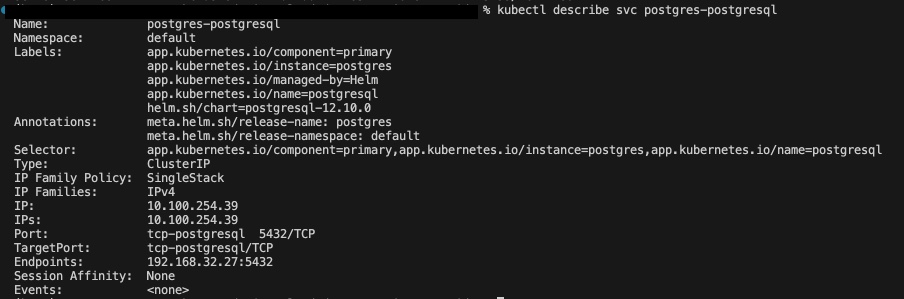 % kubectl describe svc postgres-postgresql
Name: postgres-postgresql
Namespace: default
Labels: app.kubernetes.io/component=primary
app.kubernetes.io/instance=postgres
app.kubernetes.io/managed-by=Helm
app.kubernetes.io/name=postgresql
helm.sh/chart=postgresql-12.10.0
Annotations: meta.helm.sh/release-name: postgres
meta.helm.sh/release-namespace: default
Selector: app.kubernetes.io/component=primary,app.kubernetes.io/instance=postgres,app.kubernetes.io/name=postgresql
Type: ClusterIP
IP Family Policy: SingleStack
IP Families: IPv4
IP: 10.100.254.39
IPs: 10.100.254.39
Port: tcp-postgresql 5432/TCP
TargetPort: tcp-postgresql/TCP
Endpoints: 192.168.32.27:5432
Session Affinity: None
Events: <none>